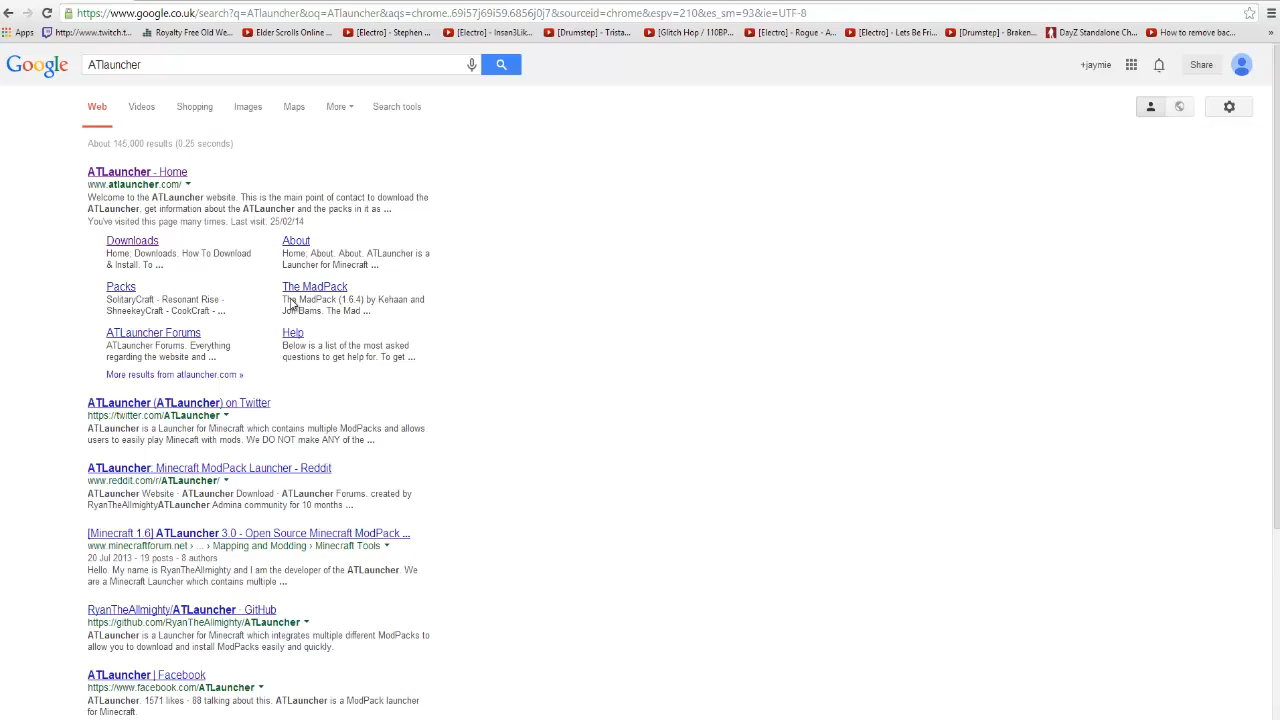 https://www.google.co.uk/search?q=ATlauncher&oq=ATlauncher&aqs=chrome..69i57j69i59.6856j0j7&sourceid=chrome&espv=210&es_sm=93&ie=UTF-8
Apps http://www.twitch.t... Royalty Free Old We... Elder Scrolls Online ... [Electro] - Stephen ... [Electro] - Insan3Lik... [Drumstep] - Trista... [Glitch Hop / 110BP... [Electro] - Rogue - A... [Electro] - Lets Be Fri... [Drumstep] - Braken... DayZ Standalone Ch... How to remove bac... »
Google ATlauncher +jaymie Share
Web Videos Shopping Images Maps More Search tools
About 145,000 results (0.25 seconds)
ATLauncher - Home
www.atlauncher.com/
Welcome to the ATLauncher website. This is the main point of contact to download the
ATLauncher, get information about the ATLauncher and the packs in it as ...
You've visited this page many times. Last visit: 25/02/14
Downloads
Home; Downloads. How To Download
& Install. To ...
About
Home; About. About. ATLauncher is a
Launcher for Minecraft ...
Packs
SolitaryCraft - Resonant Rise -
ShneekeyCraft - CookCraft - ...
The MadPack
The MadPack (1.6.4) by Kehaan and
Jon Bams. The Mad ...
ATLauncher Forums
ATLauncher Forums. Everything
regarding the website and ...
Help
Below is a list of the most asked
questions to get help for. To get ...
More results from atlauncher.com »
ATLauncher (ATLauncher) on Twitter
https://twitter.com/ATLauncher
ATLauncher is a Launcher for Minecraft which contains multiple ModPacks and allows
users to easily play Minecaft with mods. We DO NOT make ANY of the ...
ATLauncher: Minecraft ModPack Launcher - Reddit
www.reddit.com/r/ATLauncher/
ATLauncher Website · ATLauncher Download · ATLauncher Forums. created by
RyanTheAllmightyATLauncher Admina community for 10 months ...
[Minecraft 1.6] ATLauncher 3.0 - Open Source Minecraft ModPack ...
www.minecraftforum.net › ... › Mapping and Modding › Minecraft Tools
20 Jul 2013 - 19 posts - 8 authors
Hello. My name is RyanTheAllmighty and I am the developer of the ATLauncher. We
are a Minecraft Launcher which contains multiple ...
RyanTheAllmighty/ATLauncher · GitHub
https://github.com/RyanTheAllmighty/ATLauncher
ATLauncher is a Launcher for Minecraft which integrates multiple different ModPacks to
allow you to download and install ModPacks easily and quickly.
ATLauncher | Facebook
https://www.facebook.com/ATLauncher
ATLauncher. 1571 likes · 88 talking about this. ATLauncher is a ModPack launcher
for Minecraft.